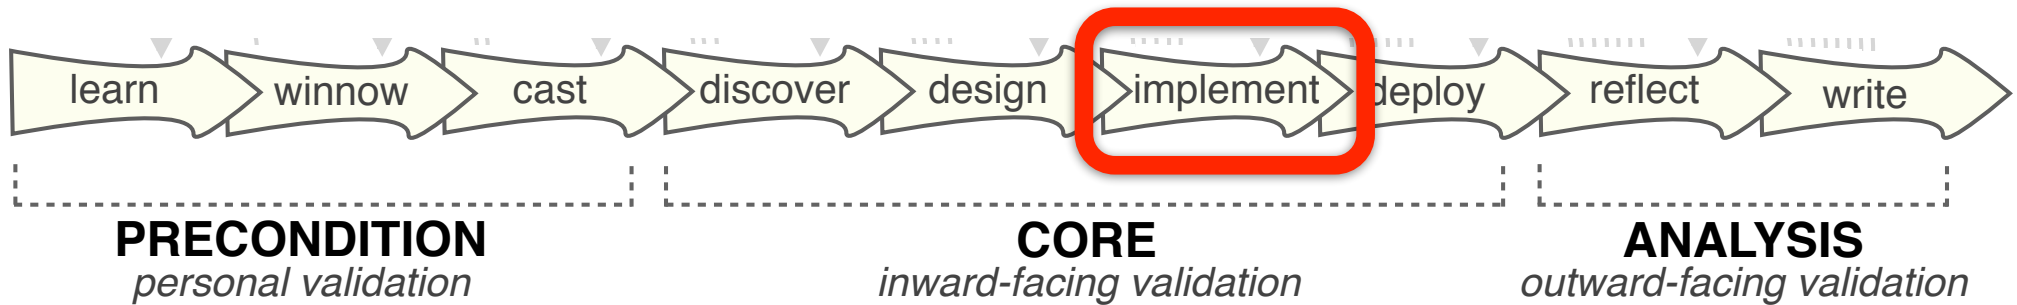 learn winnow cast discover design implement deploy reflect write
PRECONDITION CORE ANALYSIS
personal validation inward-facing validation outward-facing validation